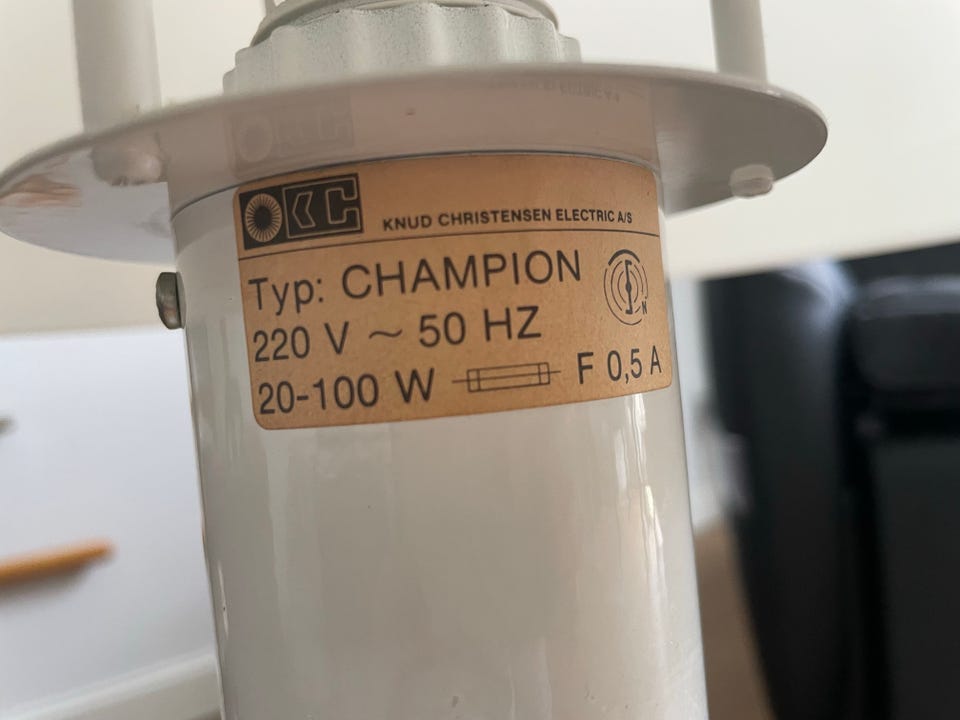 KC
KNUD CHRISTENSEN ELECTRIC A/S
Typ: CHAMPION
N
220 V ~ 50 HZ
20-100 W F 0,5 A